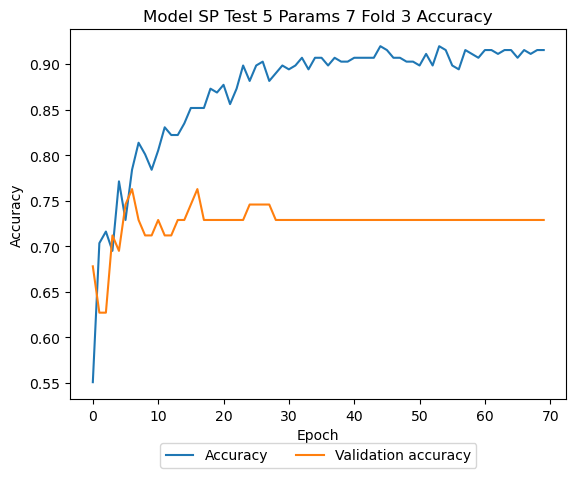 Model SP Test 5 Params 7 Fold 3 Accuracy
Accuracy
0.90
0.85
0.80
0.75
0.70
0.65
0.60
0.55
0 10 20 30 40 50 60 70
Epoch
Accuracy Validation accuracy